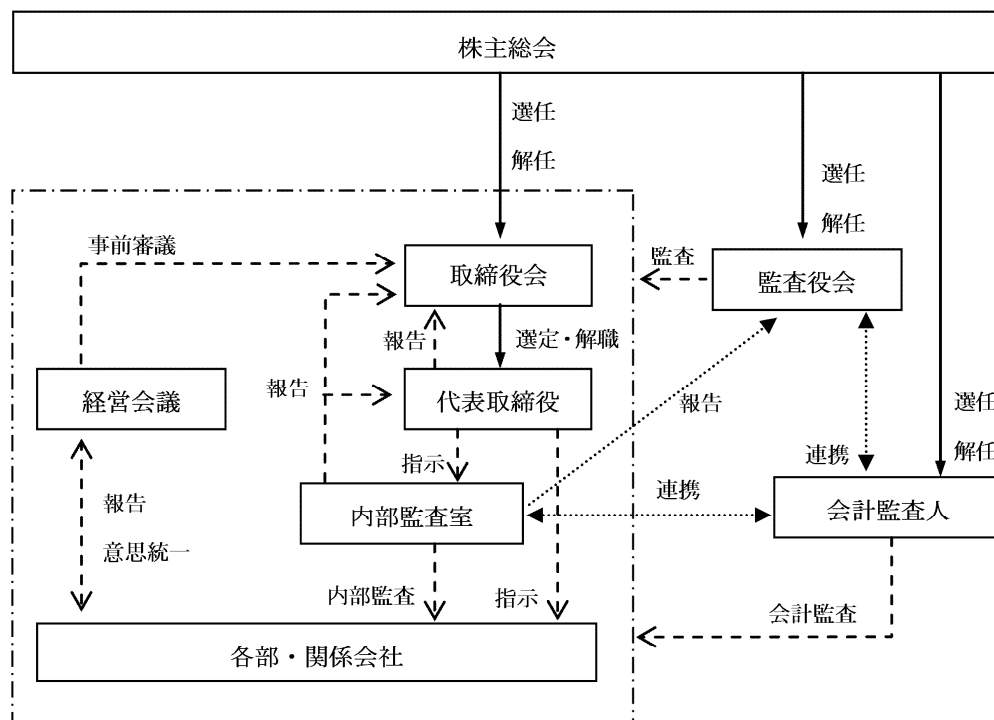 株主総会
選任
解任
選任
解任
事前審議
取締役会
監査
監査役会
報告
選定・解職
報告
経営会議
代表取締役
報告
選任
解任
指示
連携
連携
報告
意思統一
内部監査室
会計監査人
内部監査
指示
会計監査
各部・関係会社